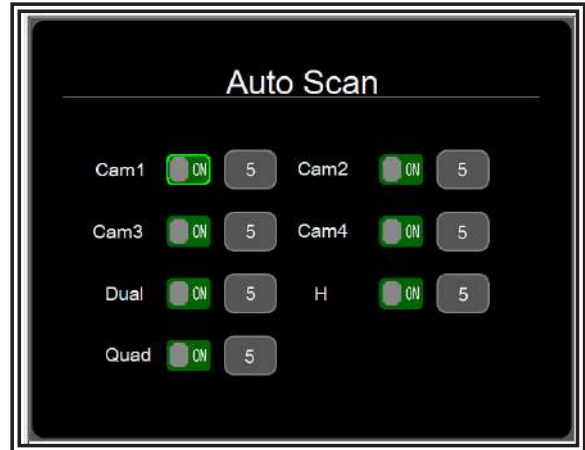 Auto Scan
Cam1 ON 5 Cam2 ON 5
Cam3 ON 5 Cam4 ON 5
Dual ON 5 H ON 5
Quad ON 5